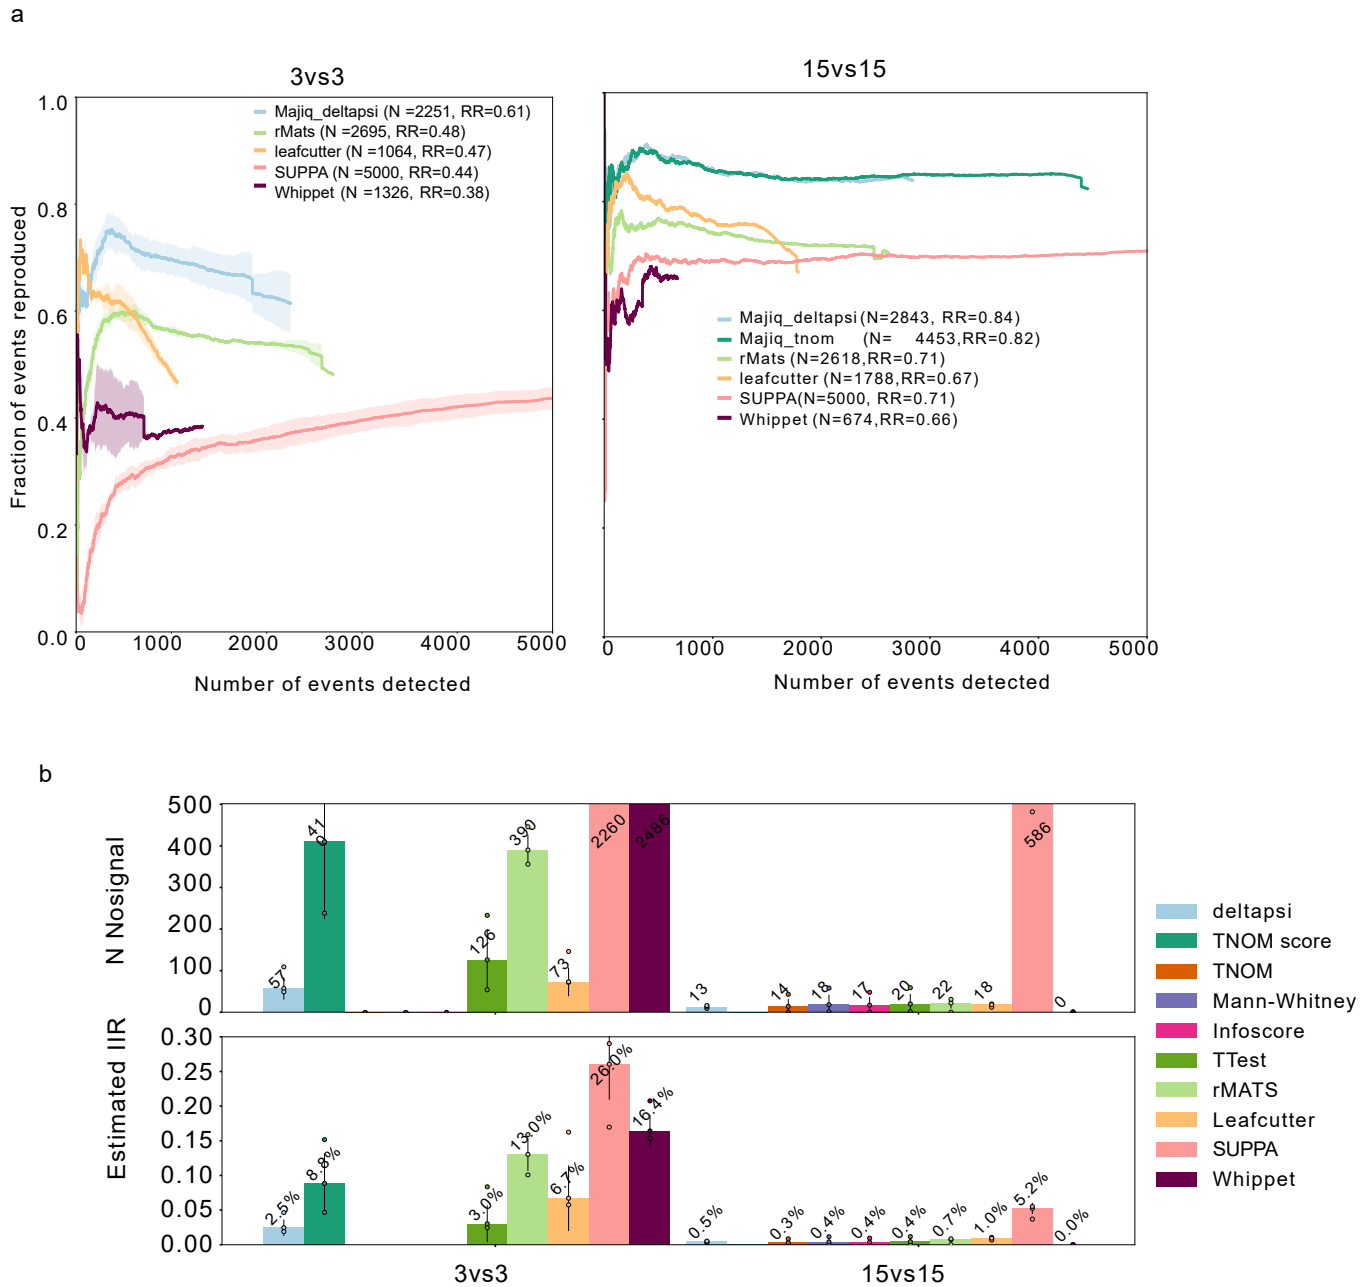 a
3vs3
15vs15
1.0
0.8
0.6
0.4
0.2
0.0
Fraction of events reproduced
Majiq_deltapsi (N =2251, RR=0.61)
rMats (N =2695, RR=0.48)
leafcutter (N =1064, RR=0.47)
SUPPA (N =5000, RR=0.44)
Whippet (N =1326, RR=0.38)
0 1000 2000 3000 4000 5000
Number of events detected
Majiq_deltapsi (N=2843, RR=0.84)
Majiq_tnom (N= 4453,RR=0.82)
rMats (N=2618,RR=0.71)
leafcutter (N=1788,RR=0.67)
SUPPA(N=5000, RR=0.71)
Whippet (N=674,RR=0.66)
0 1000 2000 3000 4000 5000
Number of events detected
b
N Nosignal
500
400
300
200
100
0
57 41 126 390 73 2260 2486 13 14 18 17 20 22 18 586 0
Estimated IIR
0.30
0.25
0.20
0.15
0.10
0.05
0.00
2.5% 8.8% 3.0% 13.0% 6.7% 26.0% 16.4% 0.5% 0.3% 0.4% 0.4% 0.4% 0.7% 1.0% 5.2% 0.0%
3vs3 15vs15
deltapsi
TNOM score
TNOM
Mann-Whitney
Infoscore
TTest
rMATS
Leafcutter
SUPPA
Whippet